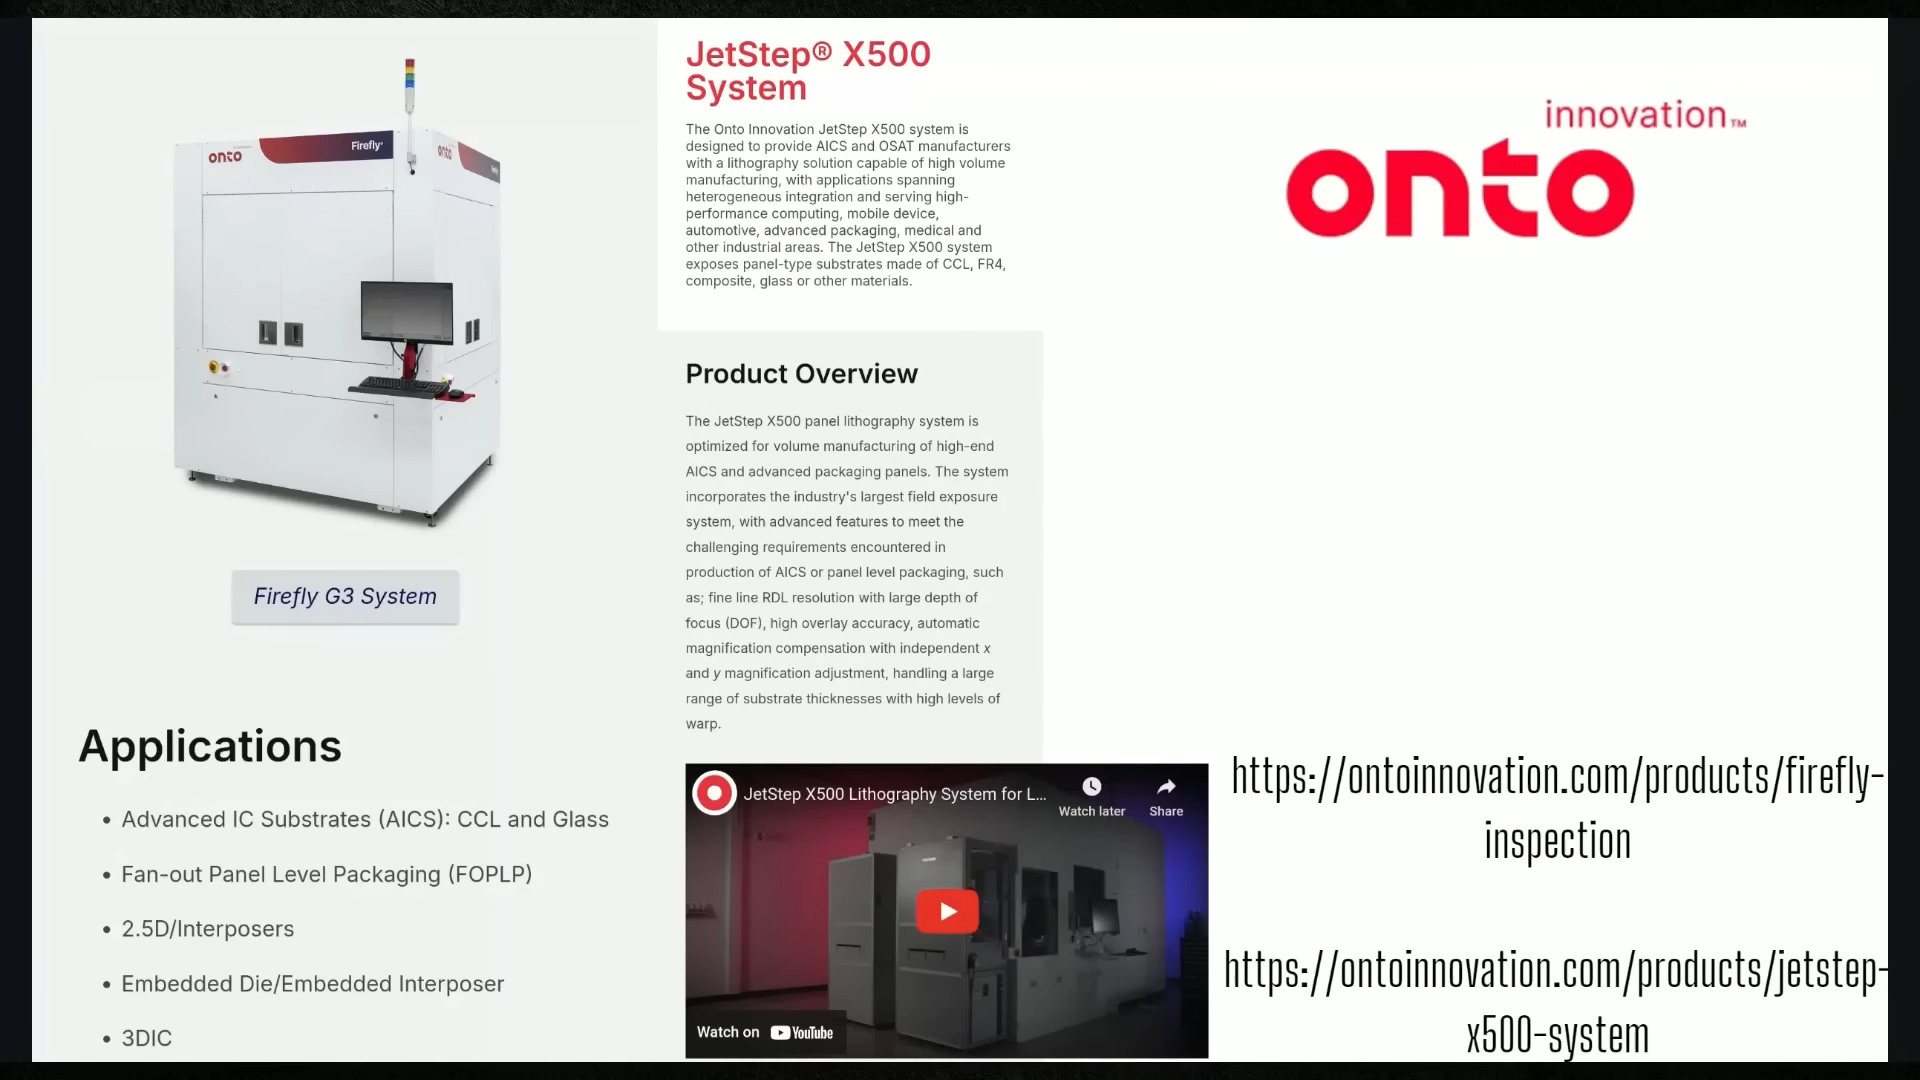 onto
Firefly®
onto
Firefly G3 System
Applications
• Advanced IC Substrates (AICS): CCL and Glass
• Fan-out Panel Level Packaging (FOPLP)
• 2.5D/Interposers
• Embedded Die/Embedded Interposer
• 3DIC
JetStep® X500
System
The Onto Innovation JetStep X500 system is
designed to provide AICS and OSAT manufacturers
with a lithography solution capable of high volume
manufacturing, with applications spanning
heterogeneous integration and serving high-
performance computing, mobile device,
automotive, advanced packaging, medical and
other industrial areas. The JetStep X500 system
exposes panel-type substrates made of CCL, FR4,
composite, glass or other materials.
Product Overview
The JetStep X500 panel lithography system is
optimized for volume manufacturing of high-end
AICS and advanced packaging panels. The system
incorporates the industry's largest field exposure
system, with advanced features to meet the
challenging requirements encountered in
production of AICS or panel level packaging, such
as; fine line RDL resolution with large depth of
focus (DOF), high overlay accuracy, automatic
magnification compensation with independent x
and y magnification adjustment, handling a large
range of substrate thicknesses with high levels of
warp.
JetStep X500 Lithography System for L...
Watch later
Share
Watch on YouTube
innovation™
onto
https://ontoinnovation.com/products/firefly-
inspection
https://ontoinnovation.com/products/jetstep-
x500-system